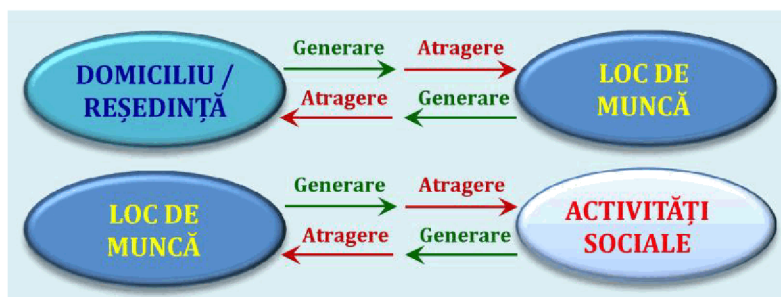 Generare
Atragere
DOMICILIU /
REȘEDINȚĂ
LOC DE
MUNCĂ
Atragere
Generare
Generare
Atragere
LOC DE
MUNCĂ
ACTIVITĂȚI
SOCIALE
Atragere
Generare